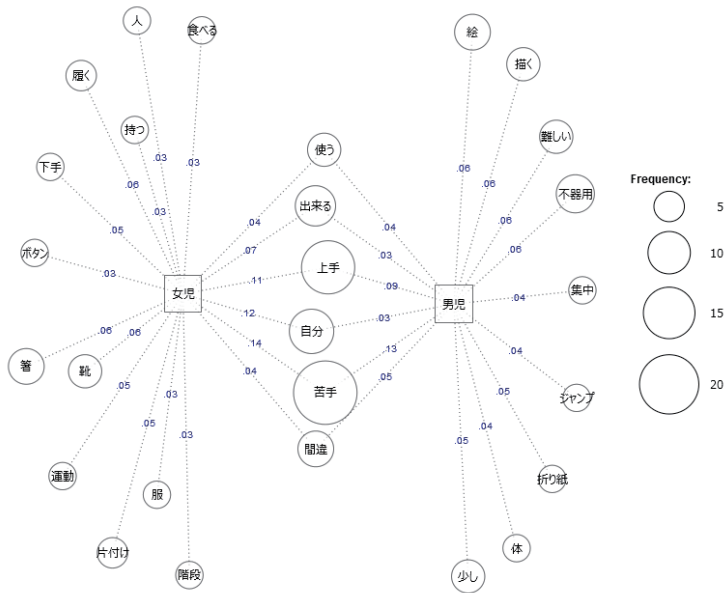 人
食べる
履く
持つ
下手
ボタン
女児
箸
靴
運動
服
片付け
階段
使う
出来る
上手
自分
苦手
間違
絵
描く
難しい
不器用
集中
男児
ジャンプ
折り紙
体
少し
.03
.03
.06
.03
.05
.03
.06
.06
.05
.05
.03
.03
.04
.07
.11
.12
.14
.04
.04
.03
.09
.03
.13
.05
.06
.06
.06
.06
.04
.04
.05
.04
.05
Frequency:
5
10
15
20